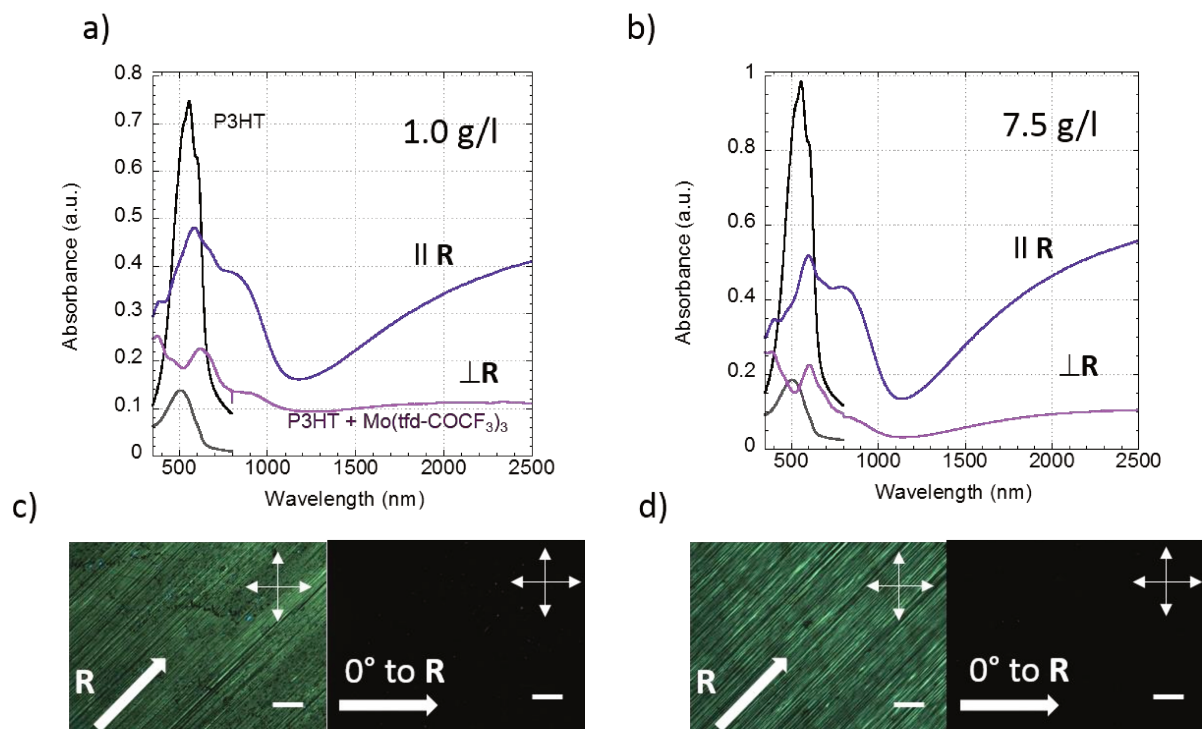 a)
0.8
0.7
0.6
0.5
0.4
0.3
0.2
0.1
0
Absorbance (a.u.)
P3HT
1.0 g/l
|| R
⊥R
P3HT + Mo(tfd-COCF₃)₃
500 1000 1500 2000 2500
Wavelength (nm)
b)
1
0.8
0.6
0.4
0.2
0
Absorbance (a.u.)
7.5 g/l
|| R
⊥R
500 1000 1500 2000 2500
Wavelength (nm)
c)
R
0° to R
d)
R
0° to R